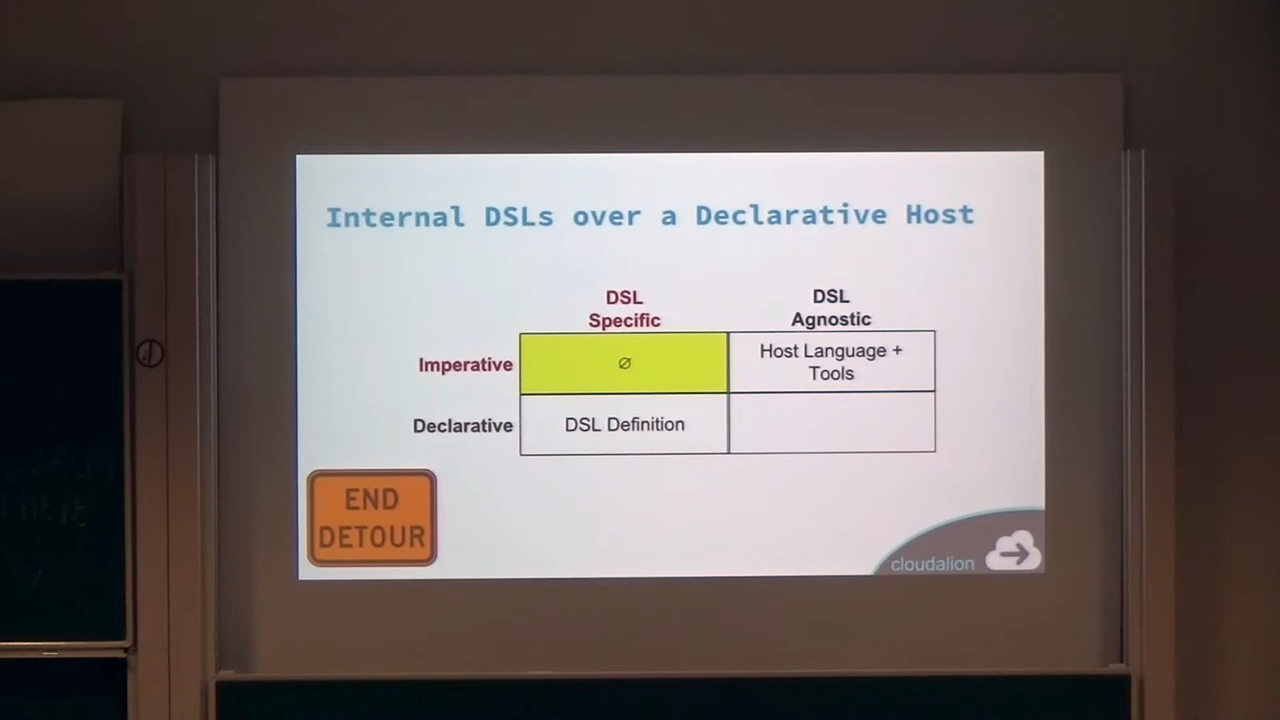 Internal DSLs over a Declarative Host
DSL
Specific
DSL
Agnostic
Imperative
∅
Host Language +
Tools
Declarative
DSL Definition
END
DETOUR
cloudalion